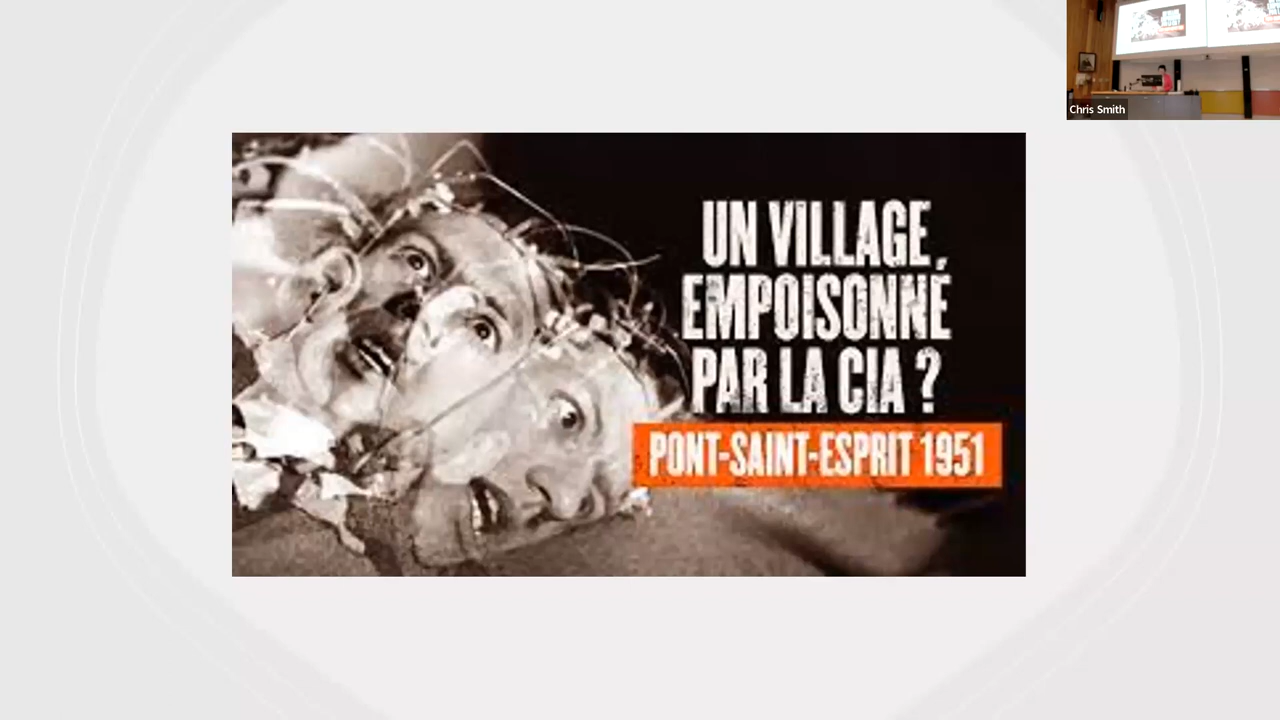 Chris Smith
UN VILLAGE,
EMPOISONNÉ
PAR LA CIA ?
PONT-SAINT-ESPRIT 1951